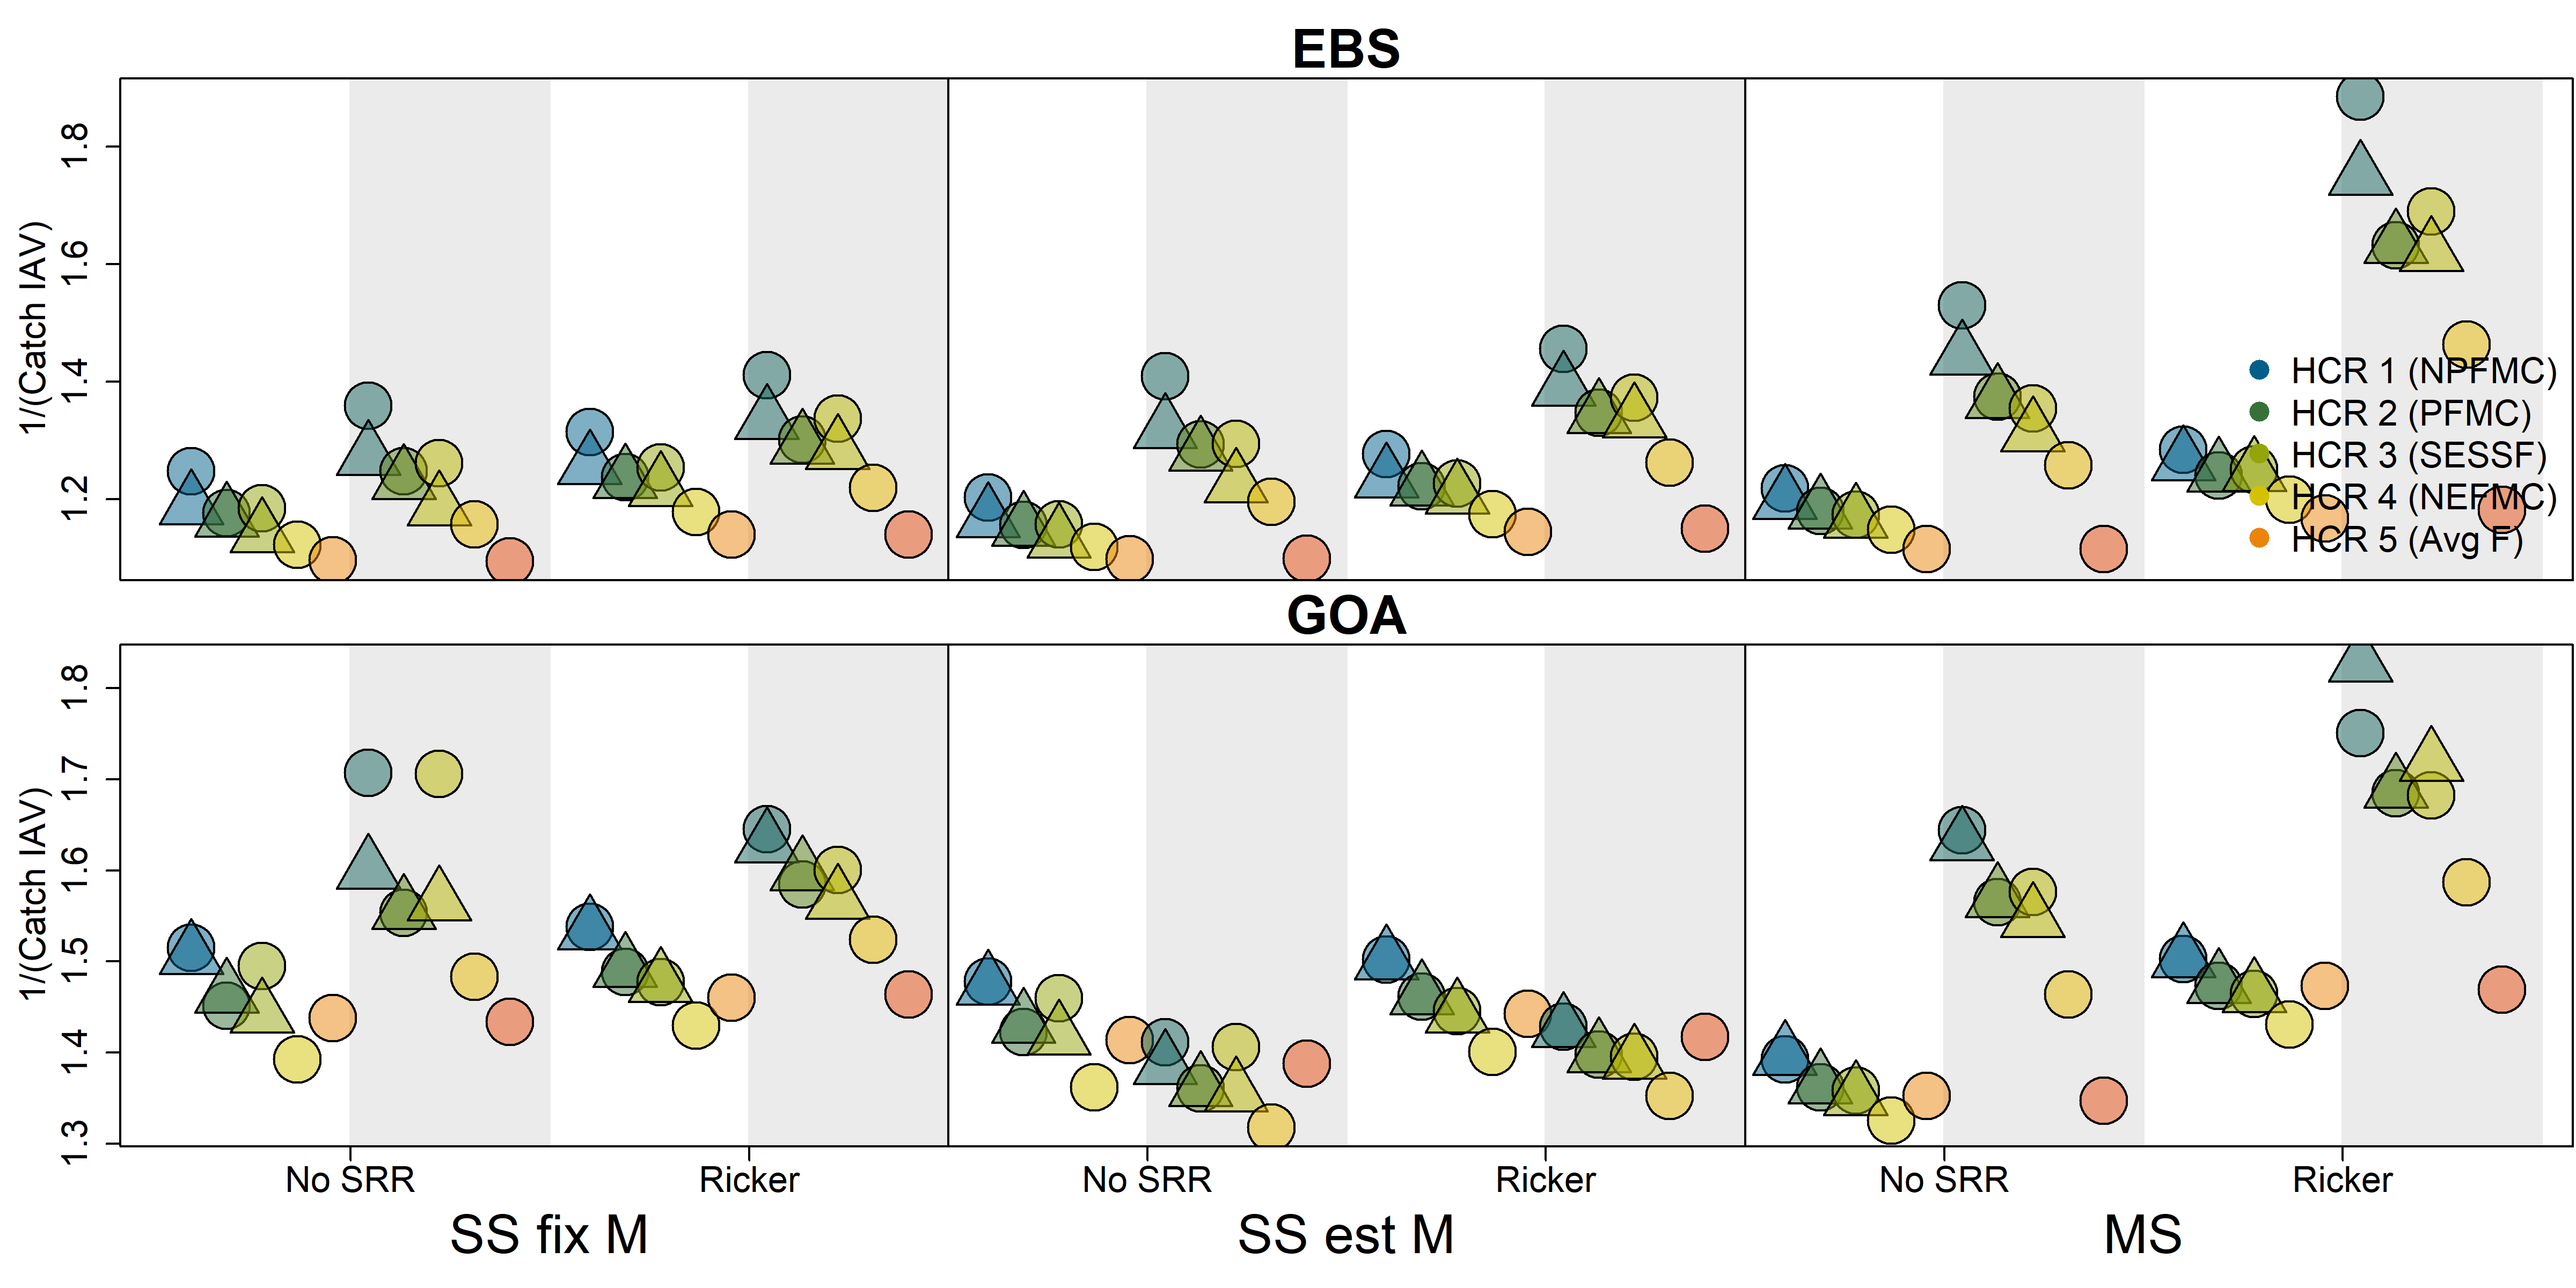 EBS
1/(Catch IAV)
1.8
1.6
1.4
1.2
HCR 1 (NPFMC)
HCR 2 (PFMC)
HCR 3 (SESSF)
HCR 4 (NEFMC)
HCR 5 (Avg F)
GOA
1/(Catch IAV)
1.8
1.7
1.6
1.5
1.4
1.3
No SRR Ricker No SRR Ricker No SRR Ricker
SS fix M SS est M MS